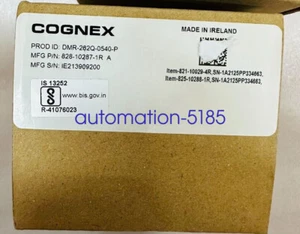 COGNEX
MADE IN IRELAND
PROD ID: DMR-262Q-0540-P
MFG P/N: 828-10287-1R A
MFG S/N: IE213909200
Item-821-10029-4R,SN-1A2125PP334663,
Item-825-10288-1R,SN-1A2125PP334663,
IS 13252
www.bis.gov.in
R-41076023
automation-5185